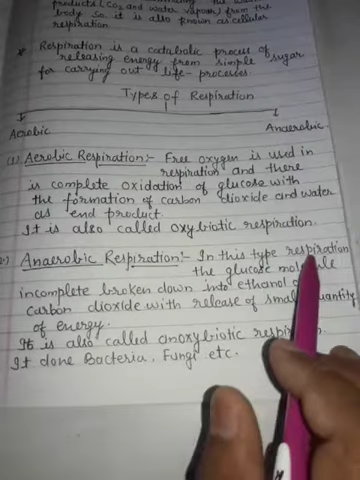 products (CO2 and water vapour) from the
body So it is also known as cellular
respiration.
* Respiration is a catabolic process of
releasing energy from simple sugar
for carrying out life-processes.
Types of Respiration
Aerobic
Anaerobic
(1) Aerobic Respiration:- Free oxygen is used in
respiration and there
is complete oxidation of glucose with
the formation of carbon dioxide and water
as end product.
It is also called oxybiotic respiration.
Anaerobic Respiration:- In this type respiration
the glucose
incomplete broken down into ethanol
carbon dioxide with release of small quantity
of energy.
It is also called anoxybiotic
It done Bacteria, Fungi etc.